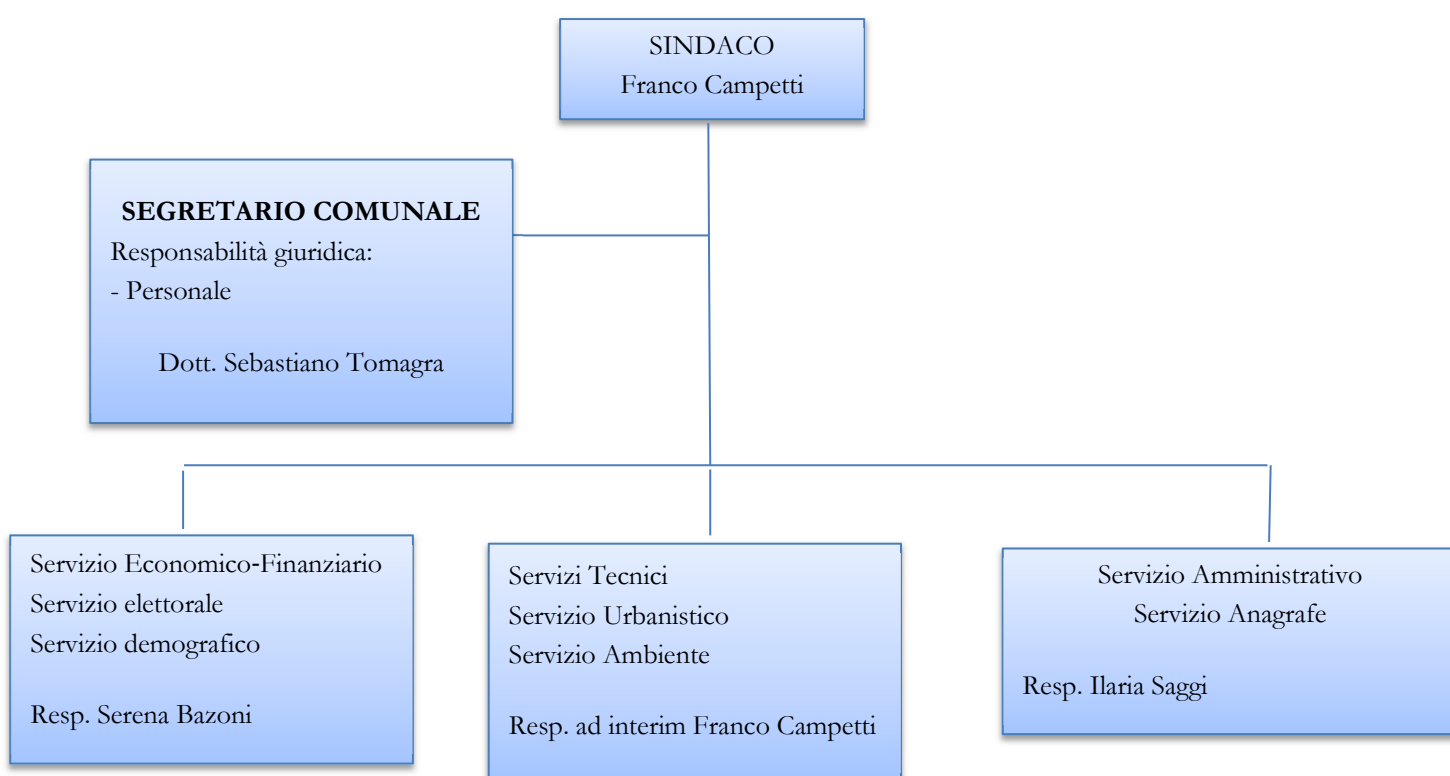 SINDACO
Franco Campetti
SEGRETARIO COMUNALE
Responsabilità giuridica:
- Personale
Dott. Sebastiano Tomagra
Servizio Economico-Finanziario
Servizio elettorale
Servizio demografico
Resp. Serena Bazoni
Servizi Tecnici
Servizio Urbanistico
Servizio Ambiente
Resp. ad interim Franco Campetti
Servizio Amministrativo
Servizio Anagrafe
Resp. Ilaria Saggi